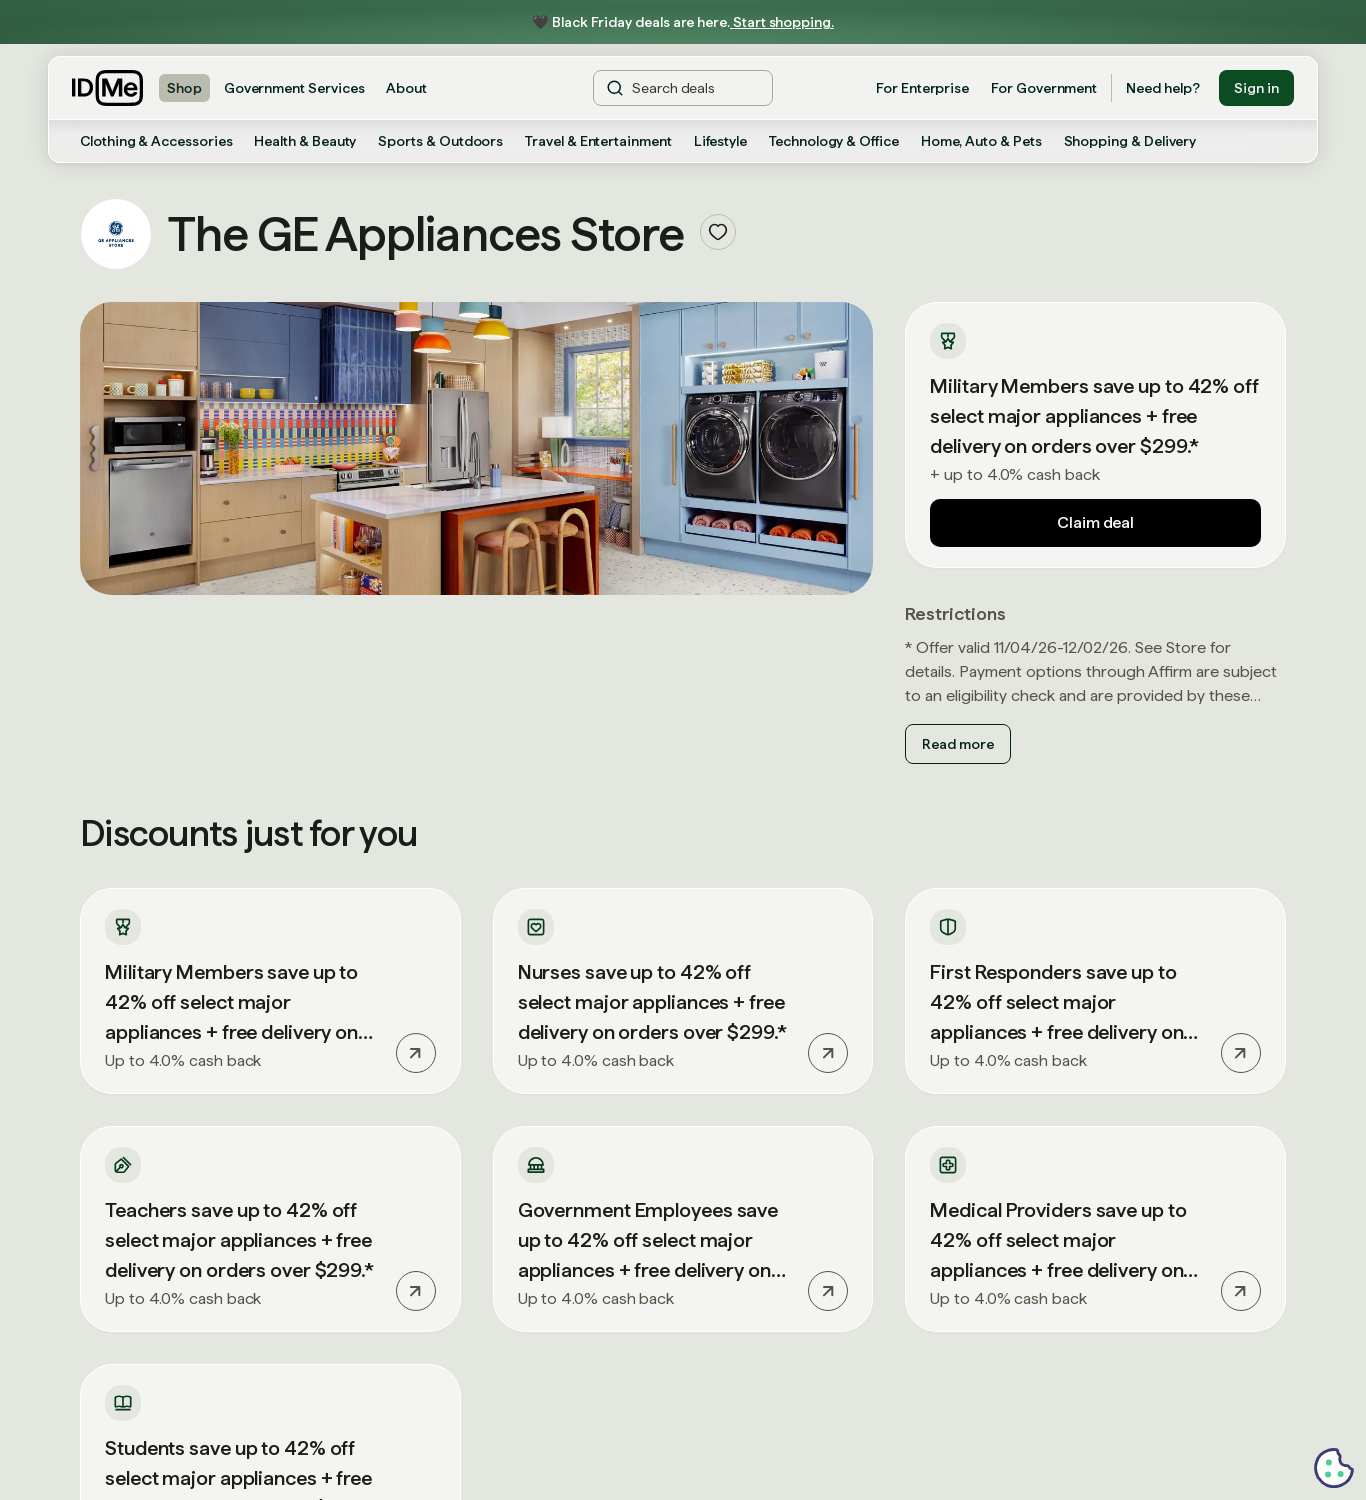 🖤 Black Friday deals are here. Start shopping.
ID Me Shop Government Services About Search deals For Enterprise For Government Need help? Sign in
Clothing & Accessories Health & Beauty Sports & Outdoors Travel & Entertainment Lifestyle Technology & Office Home, Auto & Pets Shopping & Delivery
GE APPLIANCES
STORE
The GE Appliances Store
Military Members save up to 42% off
select major appliances + free
delivery on orders over $299.*
+ up to 4.0% cash back
Claim deal
Restrictions
* Offer valid 11/04/26-12/02/26. See Store for
details. Payment options through Affirm are subject
to an eligibility check and are provided by these...
Read more
Discounts just for you
Military Members save up to
42% off select major
appliances + free delivery on...
Up to 4.0% cash back
Nurses save up to 42% off
select major appliances + free
delivery on orders over $299.*
Up to 4.0% cash back
First Responders save up to
42% off select major
appliances + free delivery on...
Up to 4.0% cash back
Teachers save up to 42% off
select major appliances + free
delivery on orders over $299.*
Up to 4.0% cash back
Government Employees save
up to 42% off select major
appliances + free delivery on...
Up to 4.0% cash back
Medical Providers save up to
42% off select major
appliances + free delivery on...
Up to 4.0% cash back
Students save up to 42% off
select major appliances + free